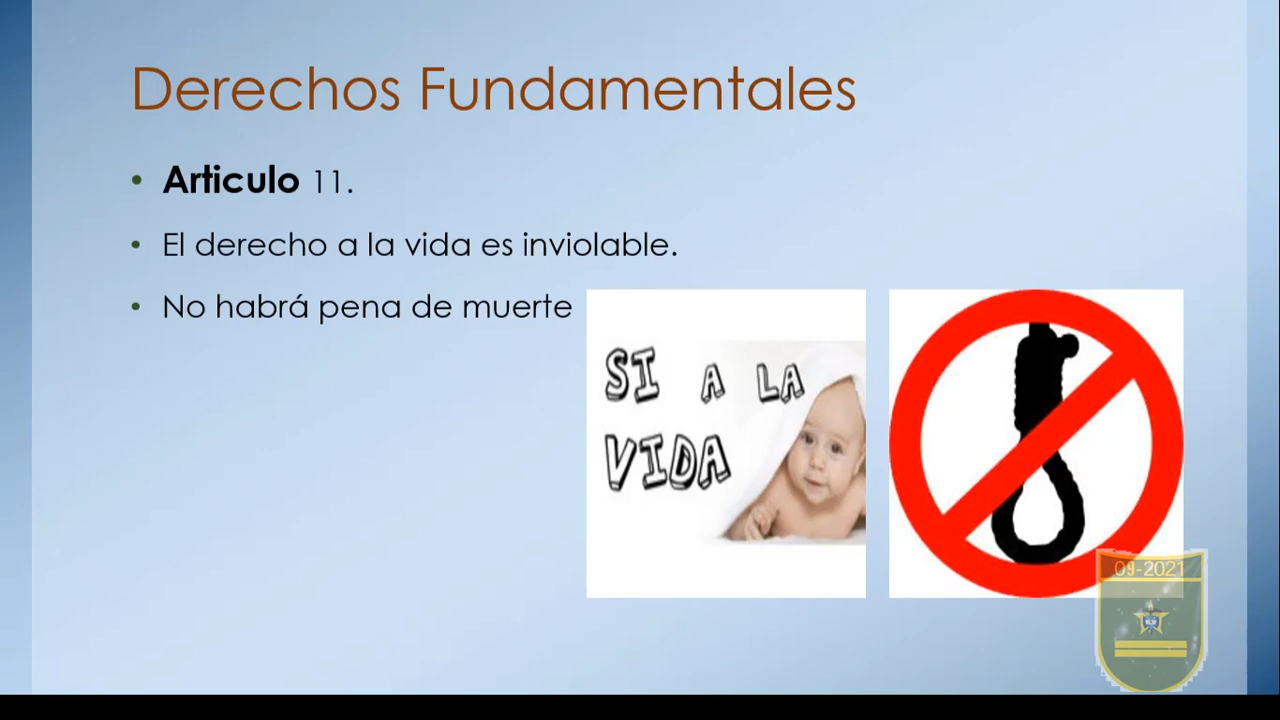 Derechos Fundamentales
• Articulo 11.
• El derecho a la vida es inviolable.
• No habrá pena de muerte
SI A LA
VIDA
09-2021